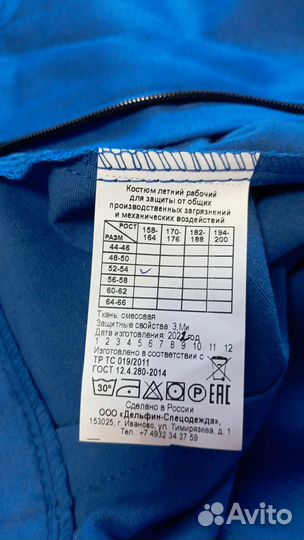 Костюм летний рабочий
для защиты от общих
производственных загрязнений
и механических воздействий
РОСТ 158-164 170-176 182-188 194-200
РАЗМ
44-46
48-50
52-54
56-58
60-62
64-66
Ткань: смесовая
Защитные свойства: З,Ми
Дата изготовления: 202 год
1 2 3 4 5 6 7 8 9 10 11 12
Изготовлено в соответствии с
ТР ТС 019/2011
ГОСТ 12.4.280-2014
30° EAC
Сделано в России
ООО «Дельфин-Спецодежда»
153025, г. Иваново, ул. Тимирязева, д. 1
Тел.: +7 4932 34 37 59
Avito